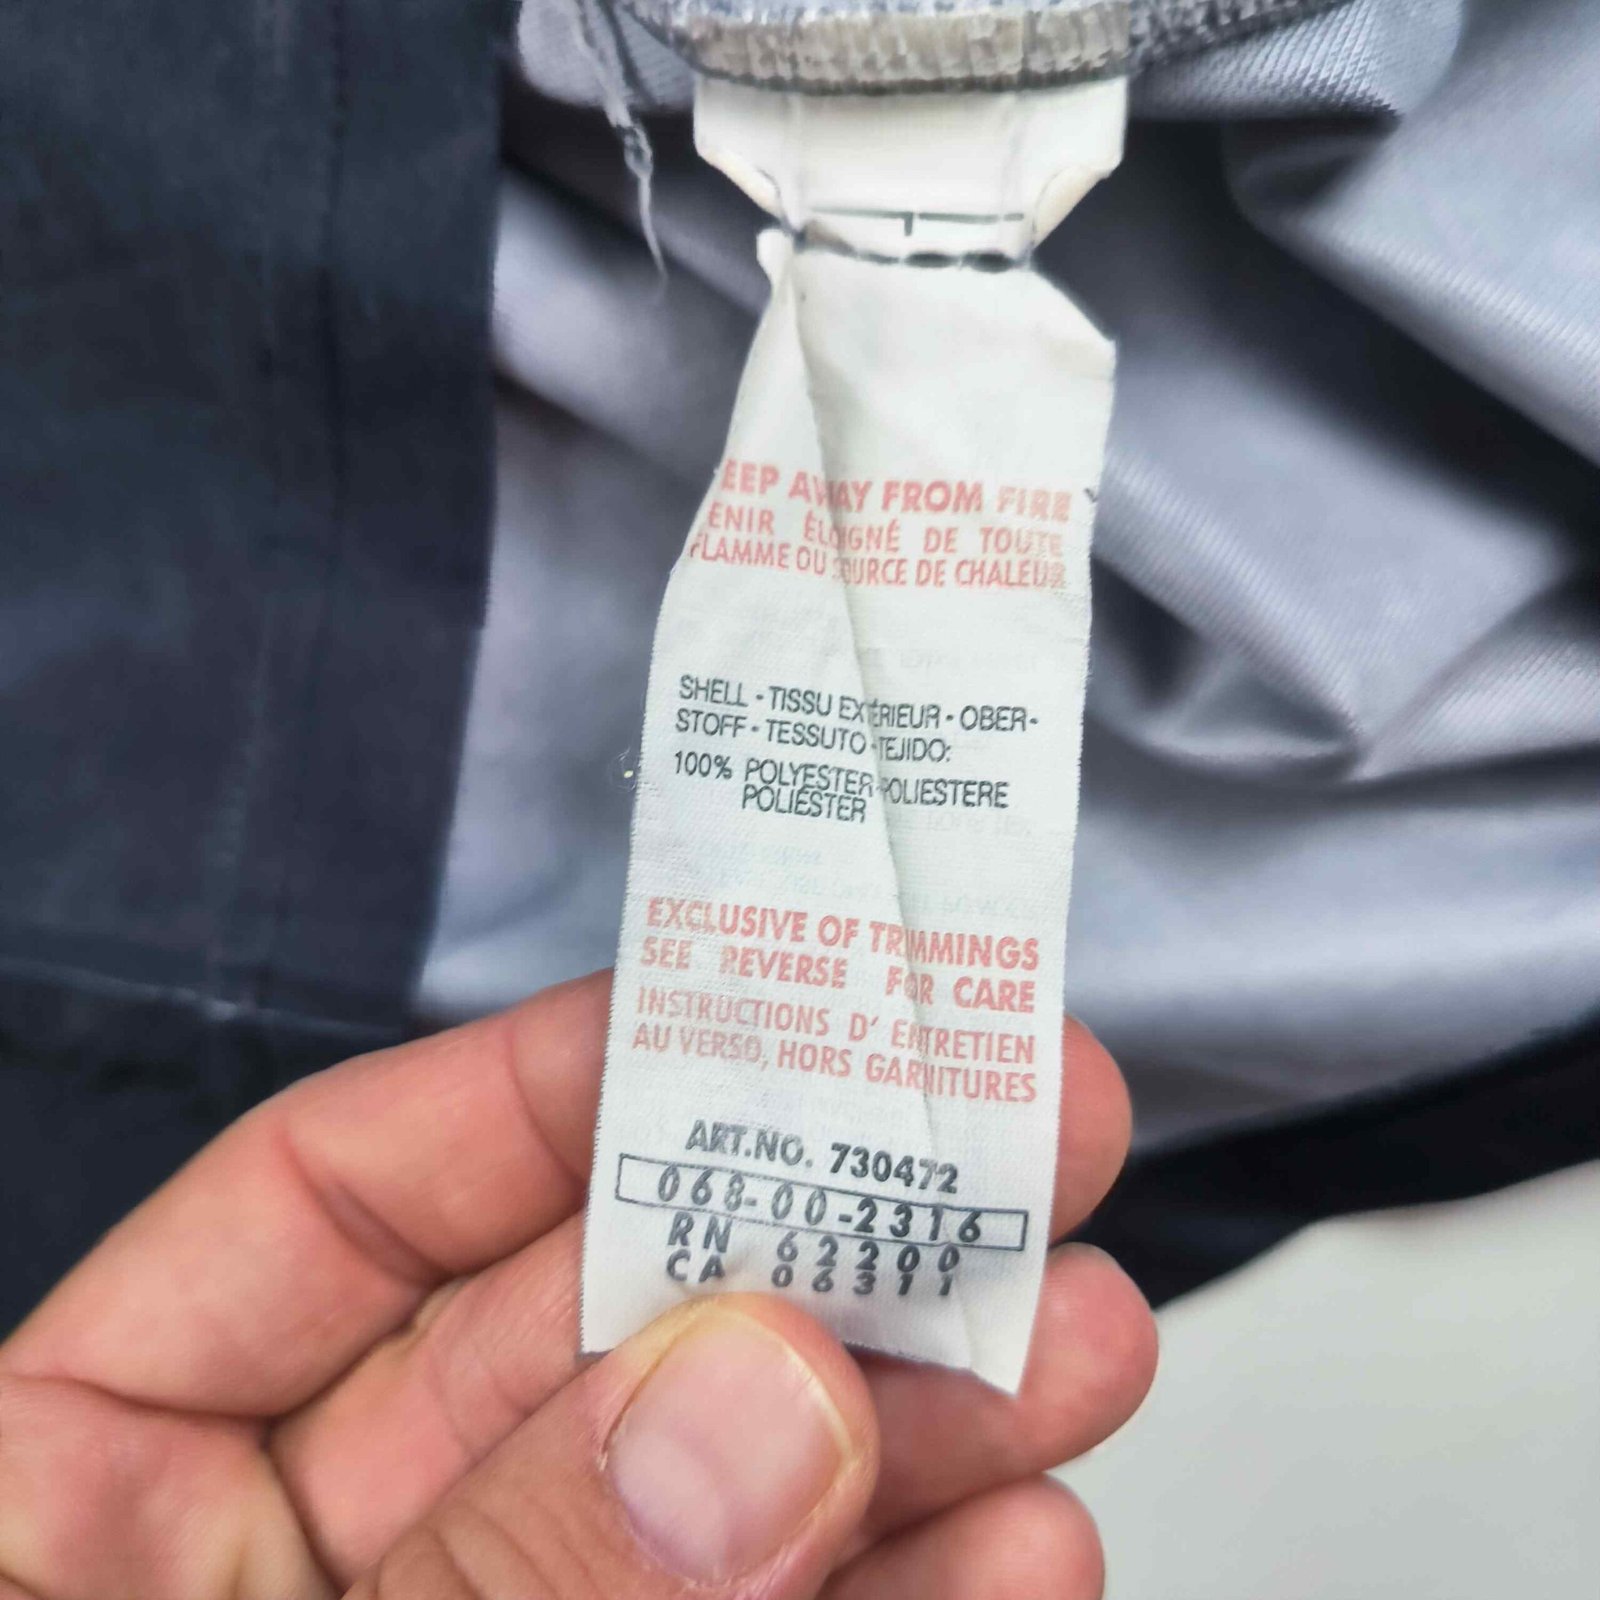 EEP AWAY FROM FIRE
ENIR ÉLOIGNÉ DE TOUTE
FLAMME OU SOURCE DE CHALEUR
SHELL - TISSU EXTÉRIEUR - OBER-
STOFF - TESSUTO - TEJIDO:
100% POLYESTER-POLIESTERE
POLIÉSTER
EXCLUSIVE OF TRIMMINGS
SEE REVERSE FOR CARE
INSTRUCTIONS D' ENTRETIEN
AU VERSO, HORS GARNITURES
ART.NO. 730472
068-00-2316
RN 62200
CA 06311